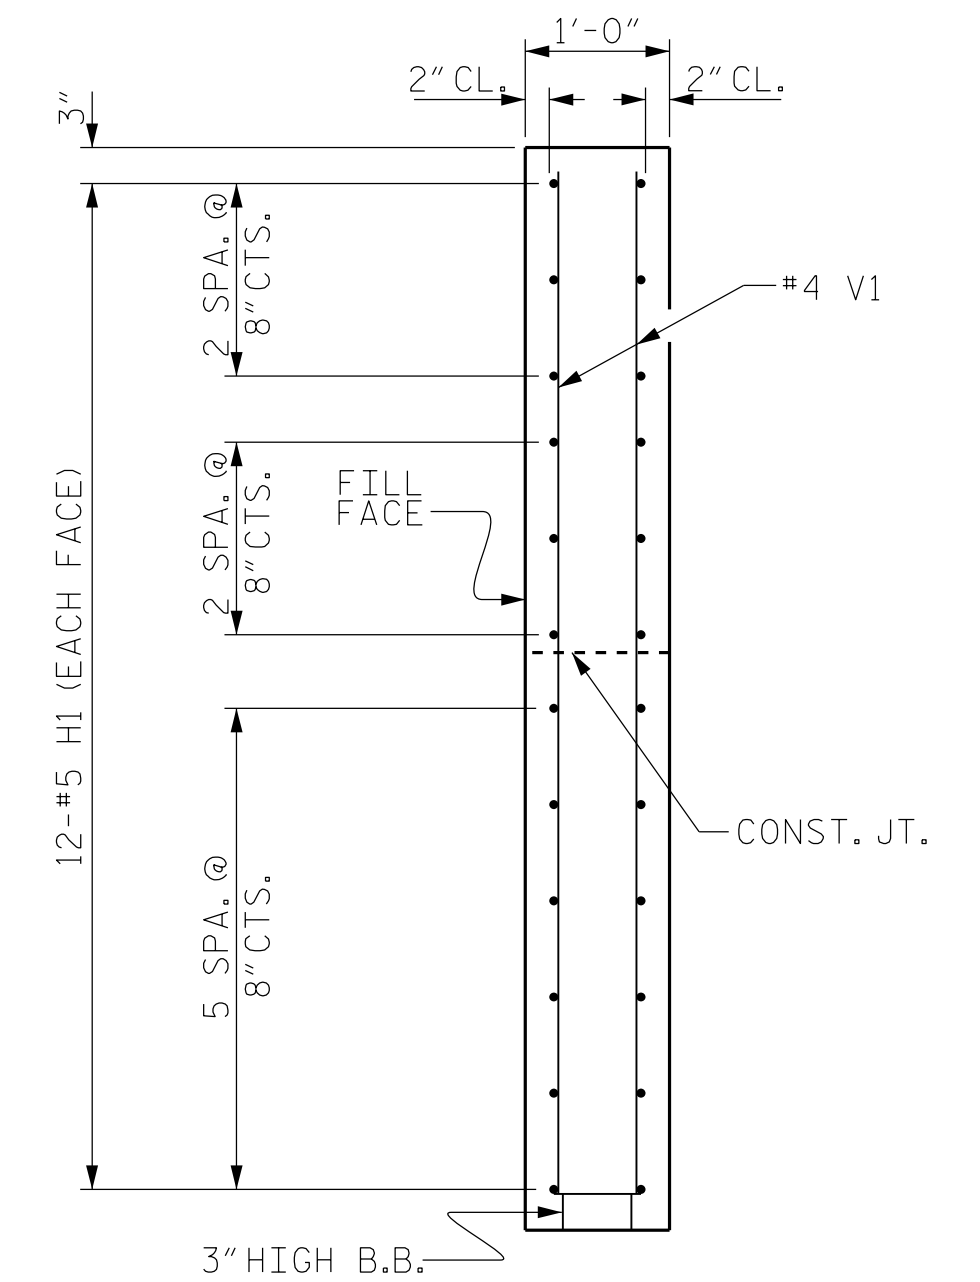 1'-0"
2" CL.
2" CL.
3"
2 SPA. @
8" CTS.
#4 V1
2 SPA. @
8" CTS.
FILL
FACE
12-#5 H1 (EACH FACE)
CONST. JT.
5 SPA. @
8" CTS.
3" HIGH B.B.